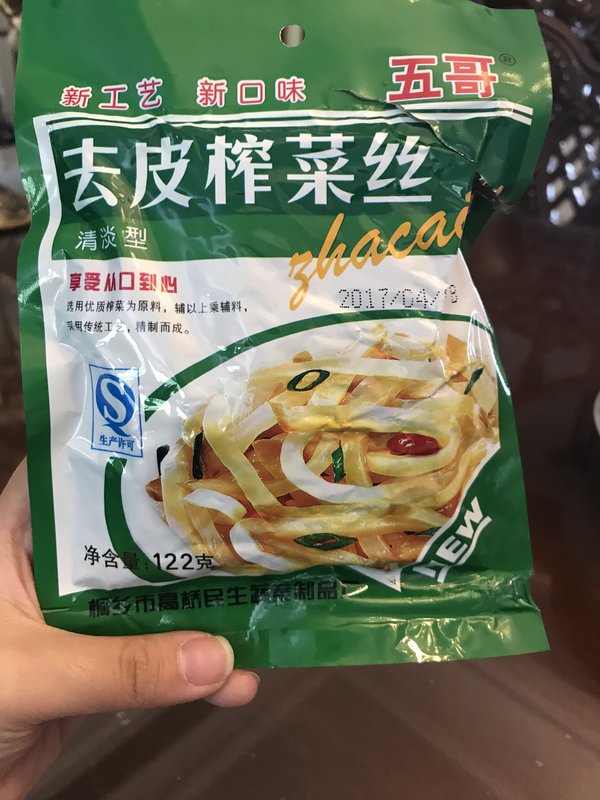 新工艺 新口味
五哥®
去皮榨菜丝
清淡型
zhacai
享受从口到心
选用优质榨菜为原料，辅以上乘辅料，
采用传统工艺，精制而成。
2017/04/18
生产许可
NEW
净含量:122克
桐乡市高桥民生蔬菜制品厂